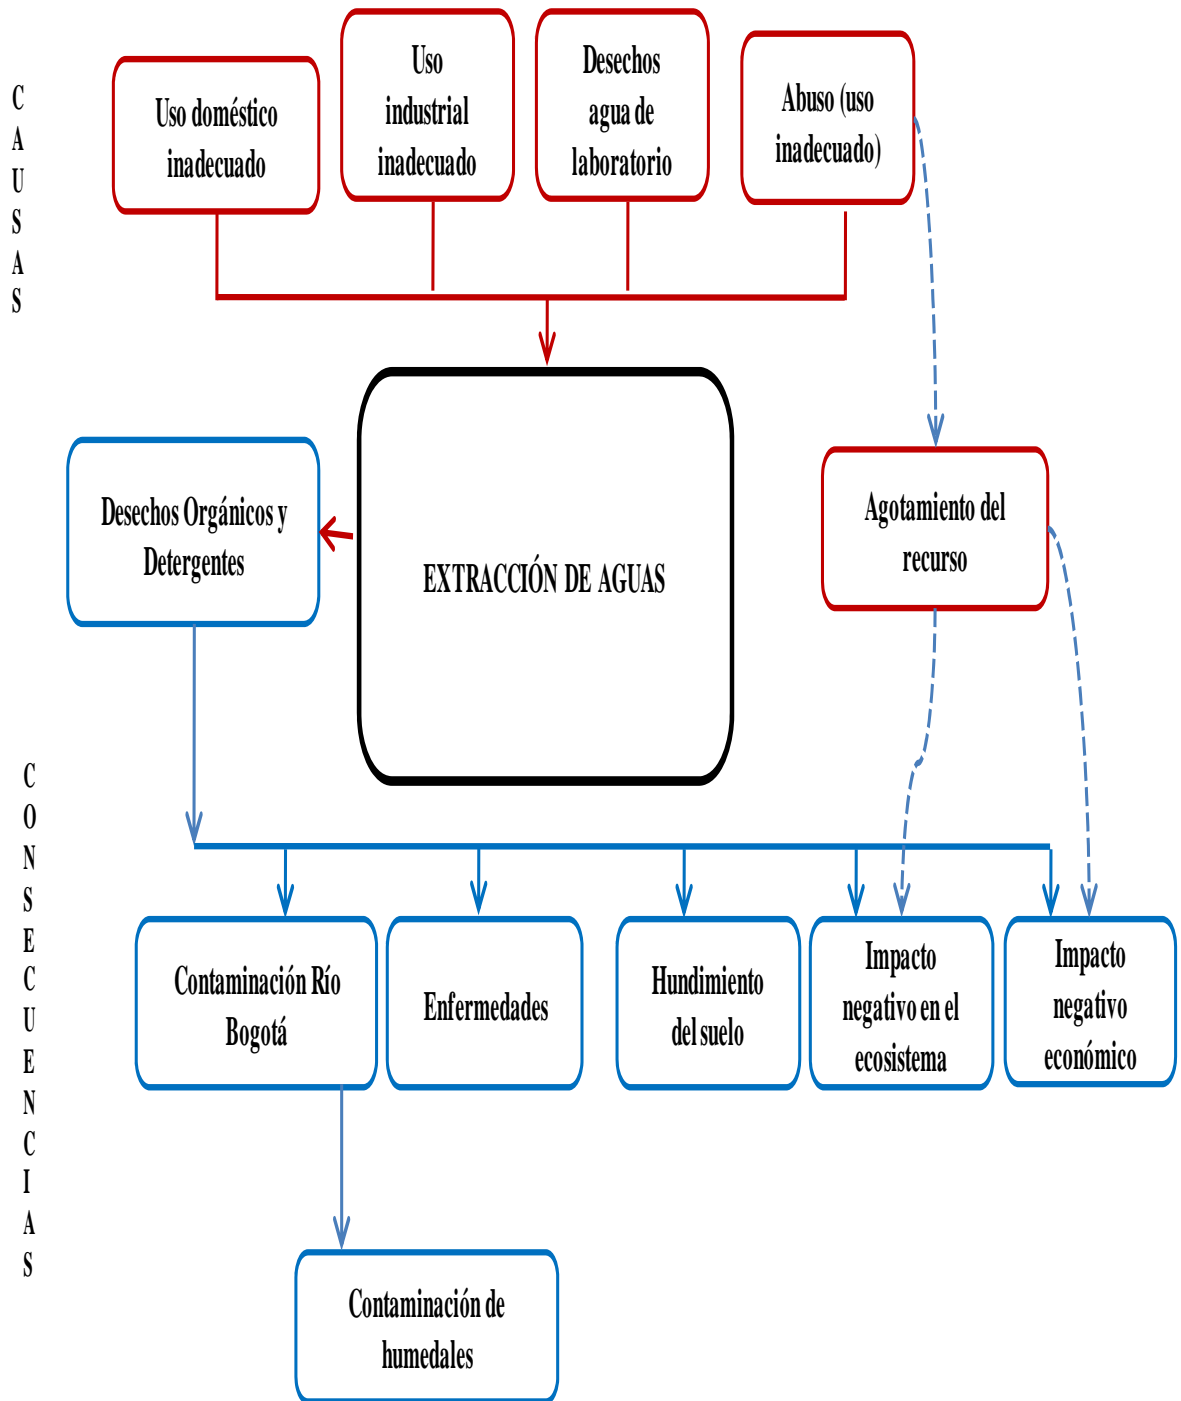 C
A
U
S
A
S
Uso doméstico
inadecuado
Uso
industrial
inadecuado
Desechos
agua de
laboratorio
Abuso (uso
inadecuado)
Desechos Orgánicos y
Detergentes
EXTRACCIÓN DE AGUAS
Agotamiento del
recurso
C
O
N
S
E
C
U
E
N
C
I
A
S
Contaminación Río
Bogotá
Enfermedades
Hundimiento
del suelo
Impacto
negativo en el
ecosistema
Impacto
negativo
económico
Contaminación de
humedales